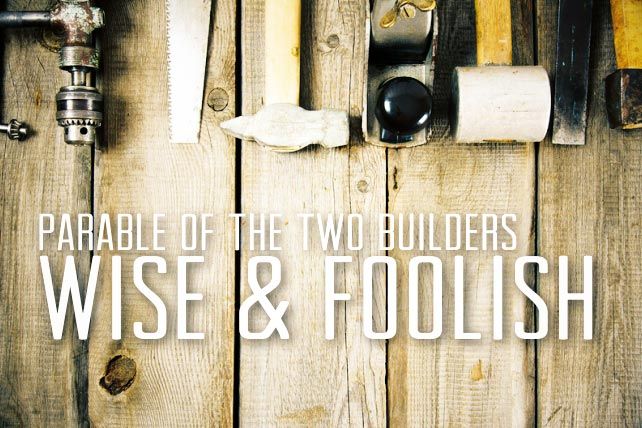 PARABLE OF THE TWO BUILDERS
WISE & FOOLISH